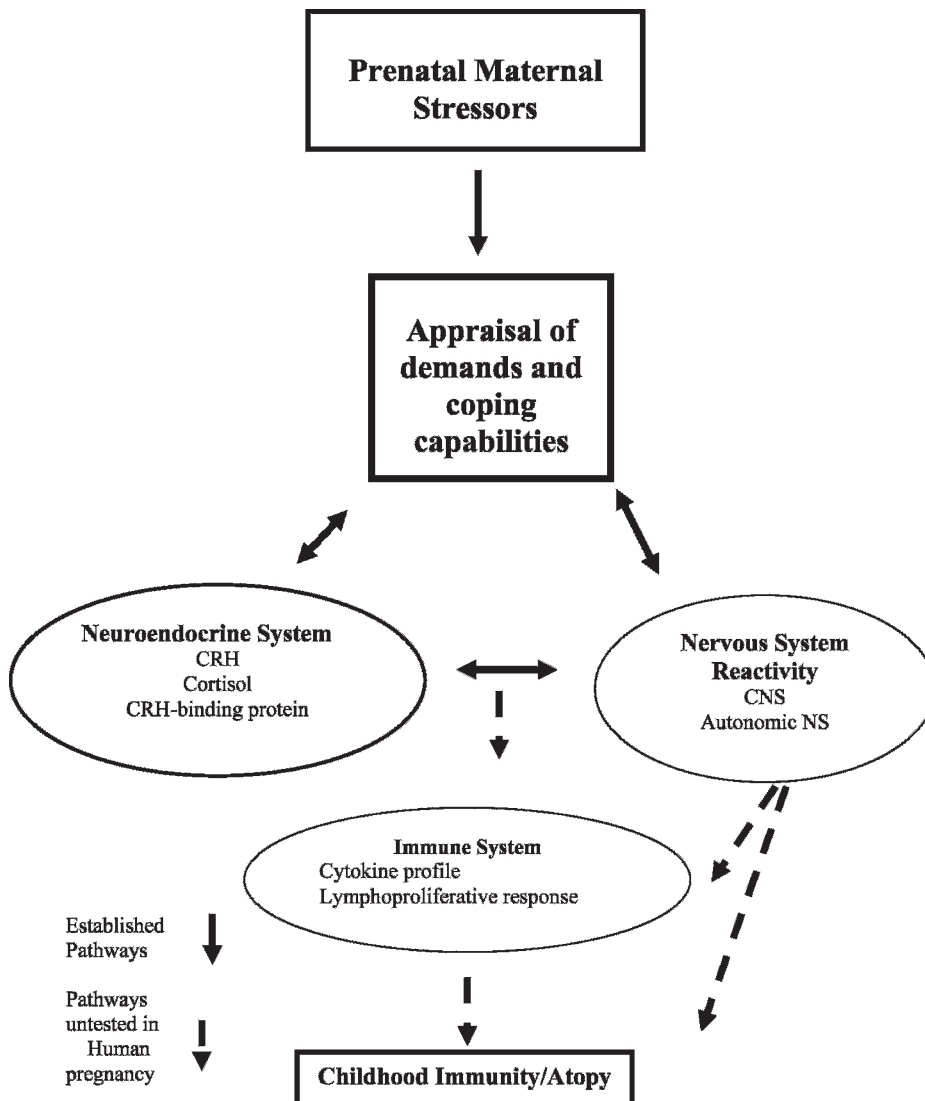 Prenatal Maternal
Stressors
Appraisal of
demands and
coping
capabilities
Neuroendocrine System
CRH
Cortisol
CRH-binding protein
Nervous System
Reactivity
CNS
Autonomic NS
Immune System
Cytokine profile
Lymphoproliferative response
Established
Pathways
Pathways
untested in
Human
pregnancy
Childhood Immunity/Atopy